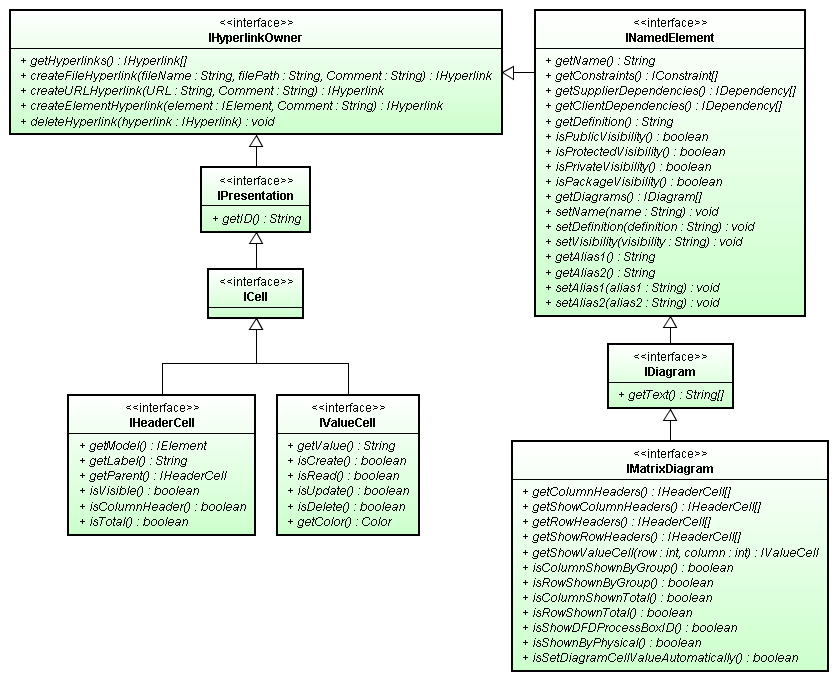 <<interface>>
IHyperlinkOwner
+ getHyperlinks() : IHyperlink[]
+ createFileHyperlink(fileName : String, filePath : String, Comment : String) : IHyperlink
+ createURLHyperlink(URL : String, Comment : String) : IHyperlink
+ createElementHyperlink(element : IElement, Comment : String) : IHyperlink
+ deleteHyperlink(hyperlink : IHyperlink) : void
<<interface>>
INamedElement
+ getName() : String
+ getConstraints() : IConstraint[]
+ getSupplierDependencies() : IDependency[]
+ getClientDependencies() : IDependency[]
+ getDefinition() : String
+ isPublicVisibility() : boolean
+ isProtectedVisibility() : boolean
+ isPrivateVisibility() : boolean
+ isPackageVisibility() : boolean
+ getDiagrams() : IDiagram[]
+ setName(name : String) : void
+ setDefinition(definition : String) : void
+ setVisibility(visibility : String) : void
+ getAlias1() : String
+ getAlias2() : String
+ setAlias1(alias1 : String) : void
+ setAlias2(alias2 : String) : void
<<interface>>
IPresentation
+ getID() : String
<<interface>>
ICell
<<interface>>
IHeaderCell
+ getModel() : IElement
+ getLabel() : String
+ getParent() : IHeaderCell
+ isVisible() : boolean
+ isColumnHeader() : boolean
+ isTotal() : boolean
<<interface>>
IValueCell
+ getValue() : String
+ isCreate() : boolean
+ isRead() : boolean
+ isUpdate() : boolean
+ isDelete() : boolean
+ getColor() : Color
<<interface>>
IDiagram
+ getText() : String[]
<<interface>>
IMatrixDiagram
+ getColumnHeaders() : IHeaderCell[]
+ getShowColumnHeaders() : IHeaderCell[]
+ getRowHeaders() : IHeaderCell[]
+ getShowRowHeaders() : IHeaderCell[]
+ getShowValueCell(row : int, column : int) : IValueCell
+ isColumnShownByGroup() : boolean
+ isRowShownByGroup() : boolean
+ isColumnShownTotal() : boolean
+ isRowShownTotal() : boolean
+ isShowDFDProcessBoxID() : boolean
+ isShownByPhysical() : boolean
+ isSetDiagramCellValueAutomatically() : boolean